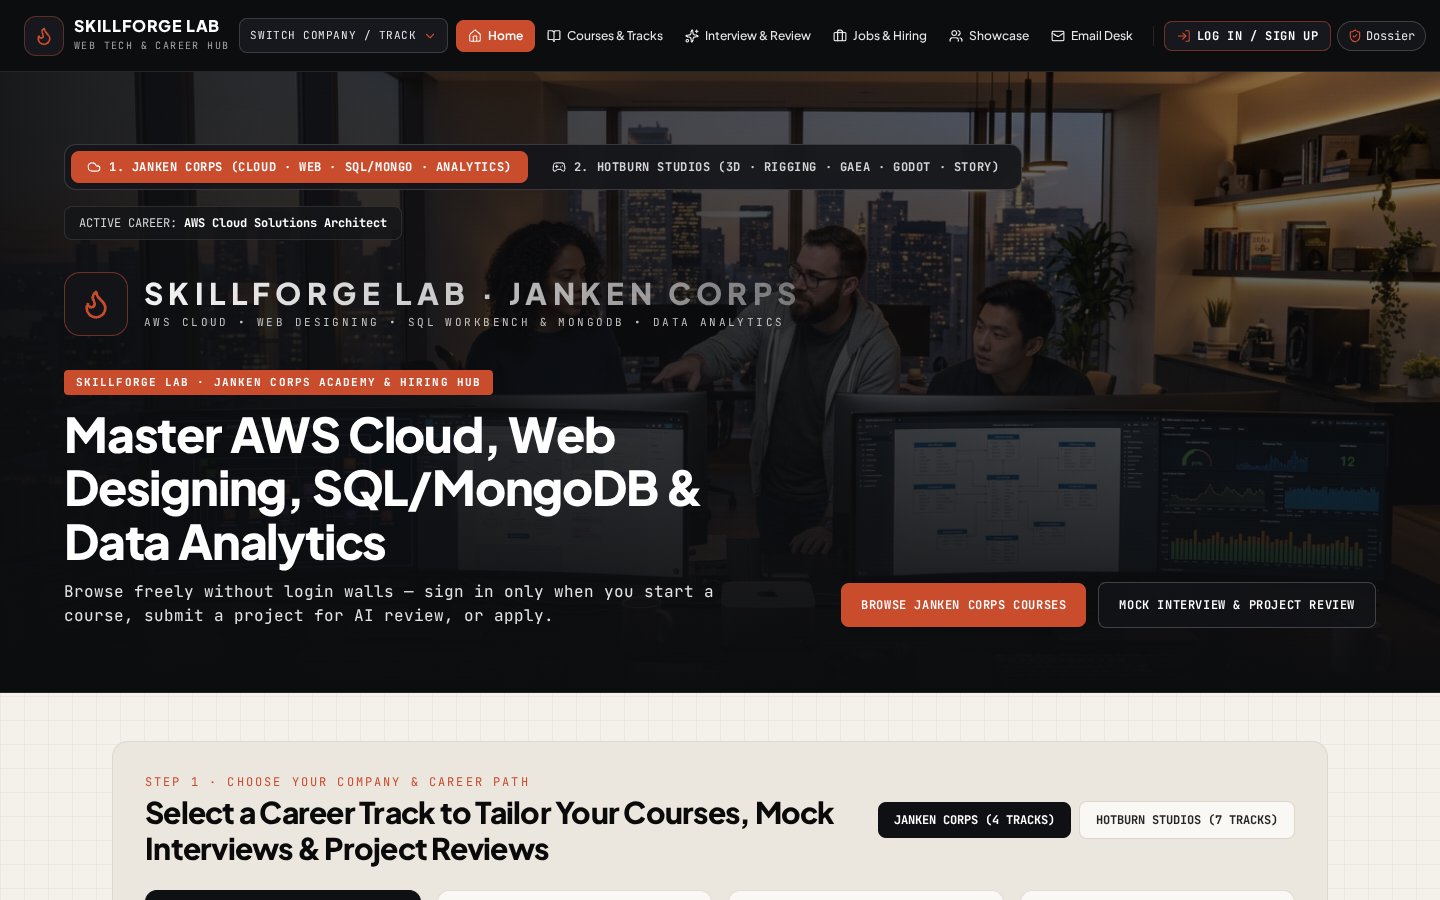 SKILLFORGE LAB
WEB TECH & CAREER HUB
SWITCH COMPANY / TRACK
Home
Courses & Tracks
Interview & Review
Jobs & Hiring
Showcase
Email Desk
LOG IN / SIGN UP
Dossier
1. JANKEN CORPS (CLOUD · WEB · SQL/MONGO · ANALYTICS)
2. HOTBURN STUDIOS (3D · RIGGING · GAEA · GODOT · STORY)
ACTIVE CAREER: AWS Cloud Solutions Architect
SKILLFORGE LAB · JANKEN CORPS
AWS CLOUD • WEB DESIGNING • SQL WORKBENCH & MONGODB • DATA ANALYTICS
SKILLFORGE LAB · JANKEN CORPS ACADEMY & HIRING HUB
Master AWS Cloud, Web
Designing, SQL/MongoDB &
Data Analytics
Browse freely without login walls — sign in only when you start a
course, submit a project for AI review, or apply.
BROWSE JANKEN CORPS COURSES
MOCK INTERVIEW & PROJECT REVIEW
12
STEP 1 · CHOOSE YOUR COMPANY & CAREER PATH
Select a Career Track to Tailor Your Courses, Mock
Interviews & Project Reviews
JANKEN CORPS (4 TRACKS)
HOTBURN STUDIOS (7 TRACKS)